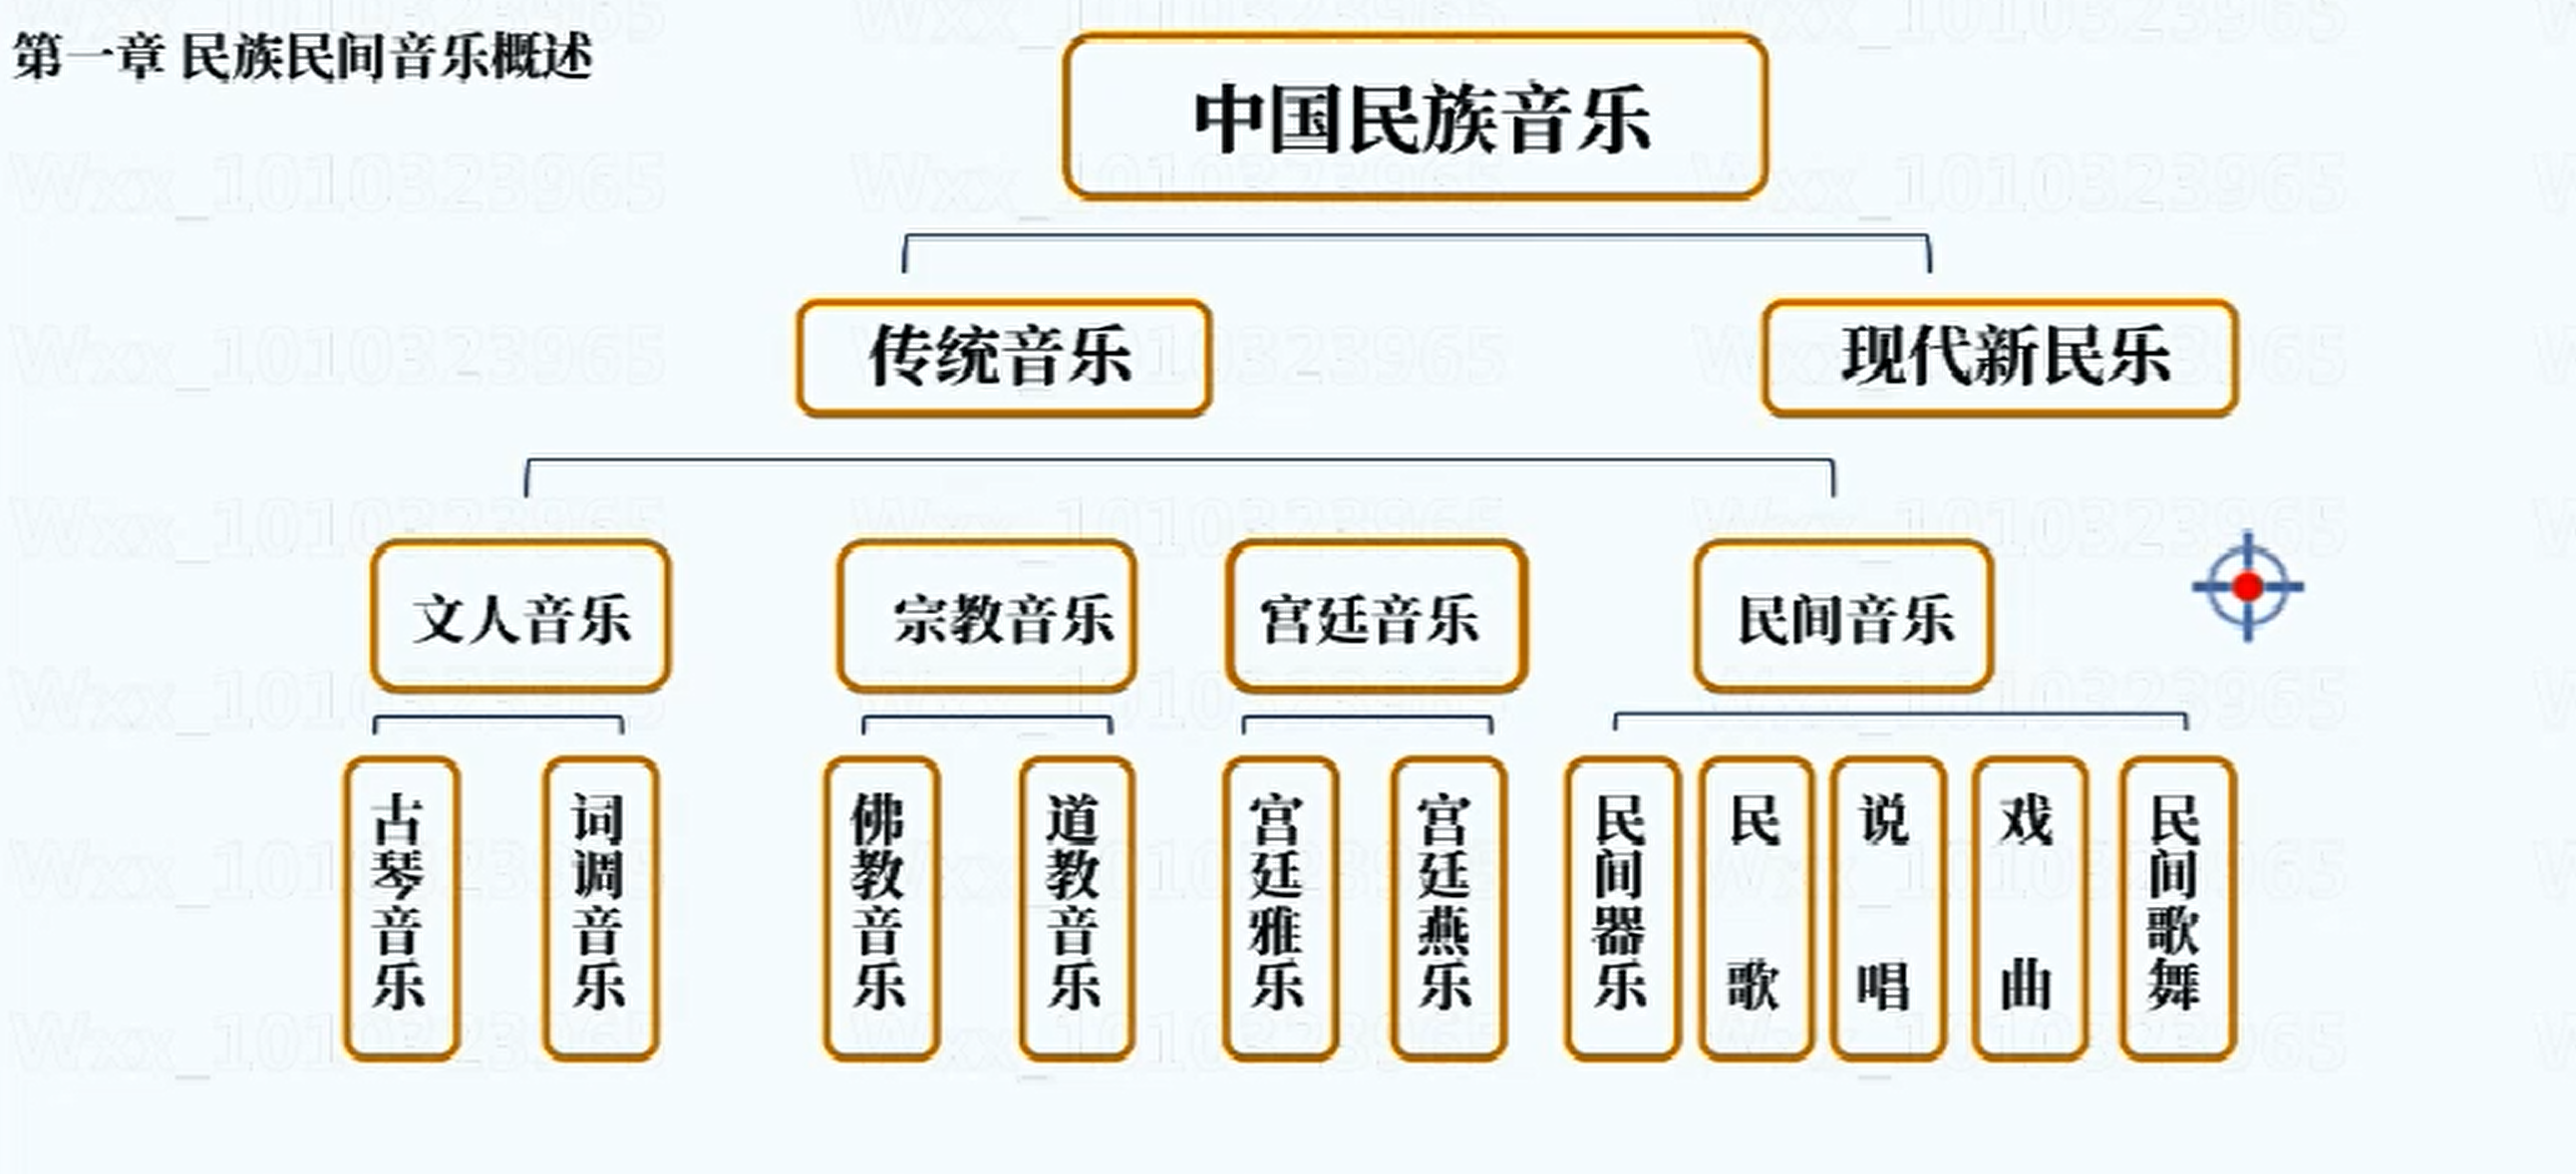 第一章 民族民间音乐概述
中国民族音乐
传统音乐
现代新民乐
文人音乐
宗教音乐
宫廷音乐
民间音乐
古琴音乐
词调音乐
佛教音乐
道教音乐
宫廷雅乐
宫廷燕乐
民间器乐
民歌
说唱
戏曲
民间歌舞
Wxx_1010323965